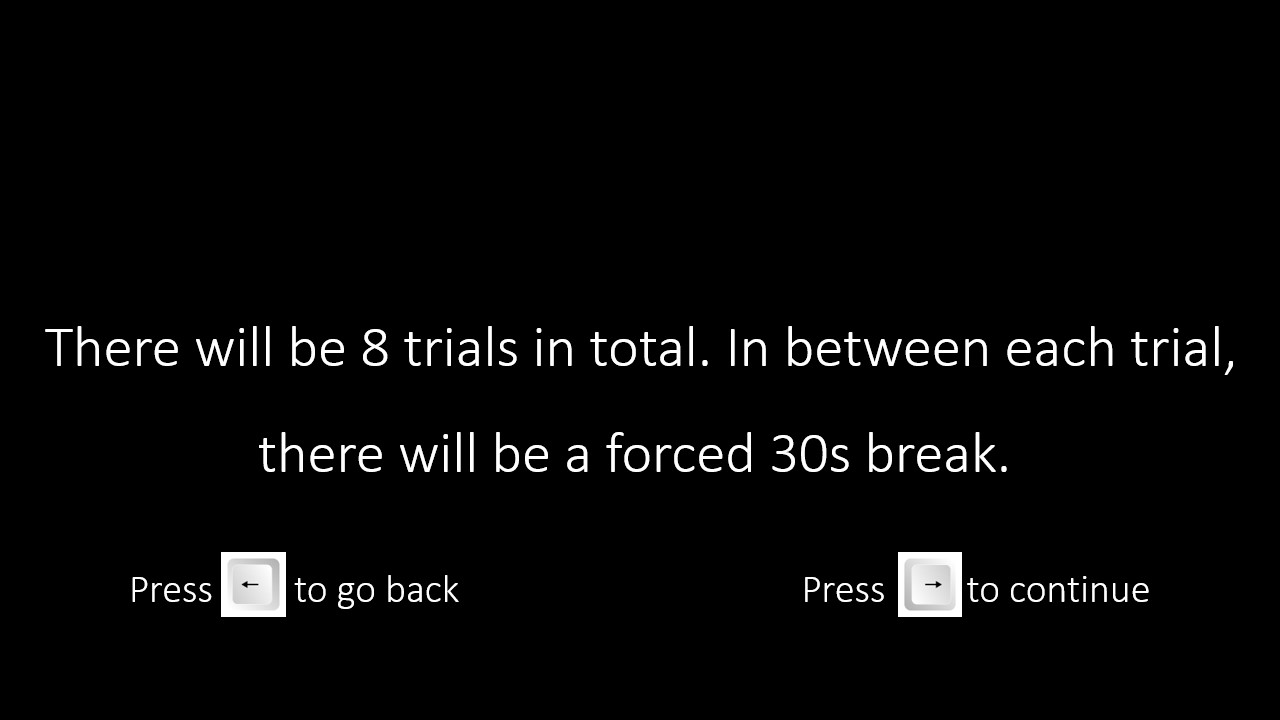 There will be 8 trials in total. In between each trial,
there will be a forced 30s break.
Press ← to go back
Press → to continue